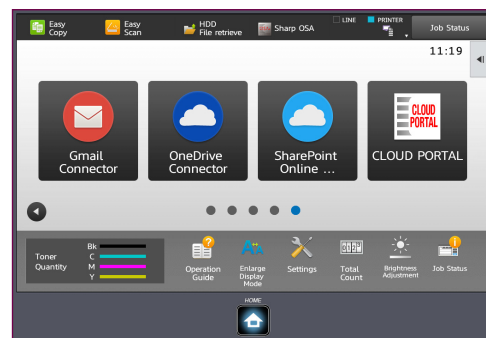 Easy
Copy
Easy
Scan
HDD
File retrieve
Sharp OSA
LINE
PRINTER
Job Status
11:19
Gmail
Connector
OneDrive
Connector
SharePoint
Online ...
CLOUD
PORTAL
CLOUD PORTAL
Toner
Quantity
Bk
C
M
Y
Operation
Guide
Enlarge
Display
Mode
Settings
Total
Count
Brightness
Adjustment
Job Status
HOME